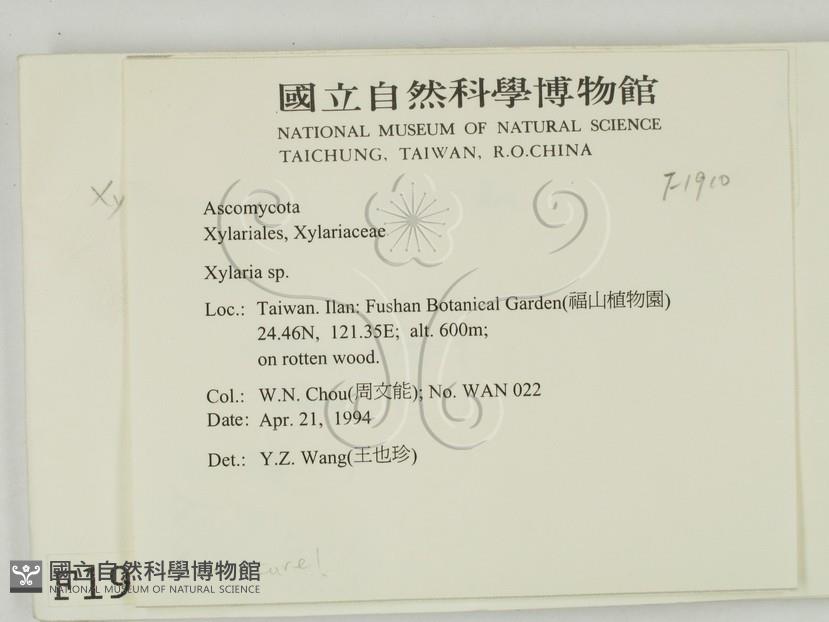 國立自然科學博物館
NATIONAL MUSEUM OF NATURAL SCIENCE
TAICHUNG, TAIWAN, R.O.CHINA
Xy
F-1910
Ascomycota
Xylariales, Xylariaceae
Xylaria sp.
Loc.: Taiwan. Ilan: Fushan Botanical Garden(福山植物園)
24.46N, 121.35E; alt. 600m;
on rotten wood.
Col.: W.N. Chou(周文能); No. WAN 022
Date: Apr. 21, 1994
Det.: Y.Z. Wang(王也珍)
F19
國立自然科學博物館
NATIONAL MUSEUM OF NATURAL SCIENCE